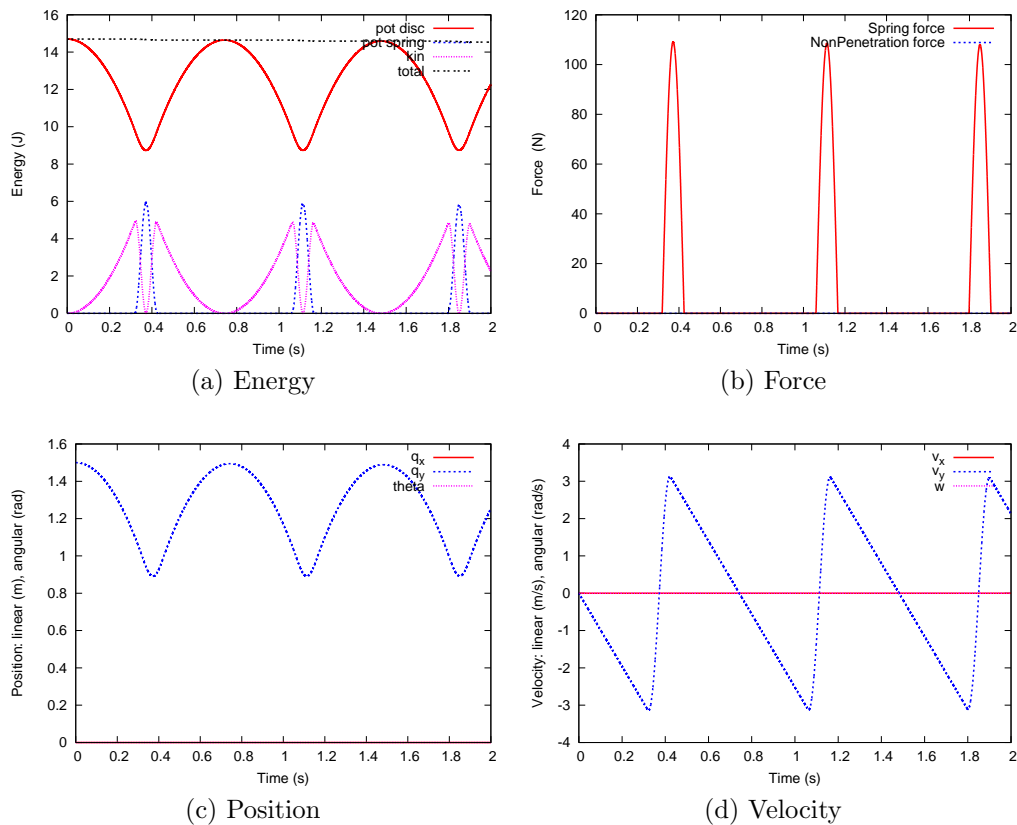 pot disc
pot spring
kin
total
Energy (J)
16
14
12
10
8
6
4
2
0
0 0.2 0.4 0.6 0.8 1 1.2 1.4 1.6 1.8 2
Time (s)
(a) Energy
Spring force
NonPenetration force
Force (N)
120
100
80
60
40
20
0
0 0.2 0.4 0.6 0.8 1 1.2 1.4 1.6 1.8 2
Time (s)
(b) Force
q_x
q_y
theta
Position: linear (m), angular (rad)
1.6
1.4
1.2
1
0.8
0.6
0.4
0.2
0
0 0.2 0.4 0.6 0.8 1 1.2 1.4 1.6 1.8 2
Time (s)
(c) Position
v_x
v_y
w
Velocity: linear (m/s), angular (rad/s)
4
3
2
1
0
-1
-2
-3
-4
0 0.2 0.4 0.6 0.8 1 1.2 1.4 1.6 1.8 2
Time (s)
(d) Velocity